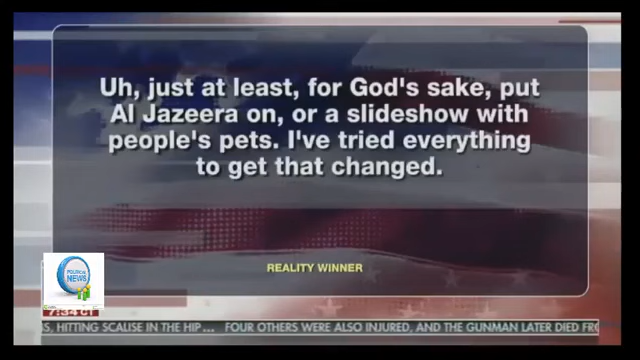 Uh, just at least, for God's sake, put
Al Jazeera on, or a slideshow with
people's pets. I've tried everything
to get that changed.
REALITY WINNER
POLITICAL
NEWS
7:34 CT
S, HITTING SCALISE IN THE HIP... FOUR OTHERS WERE ALSO INJURED, AND THE GUNMAN LATER DIED FRO